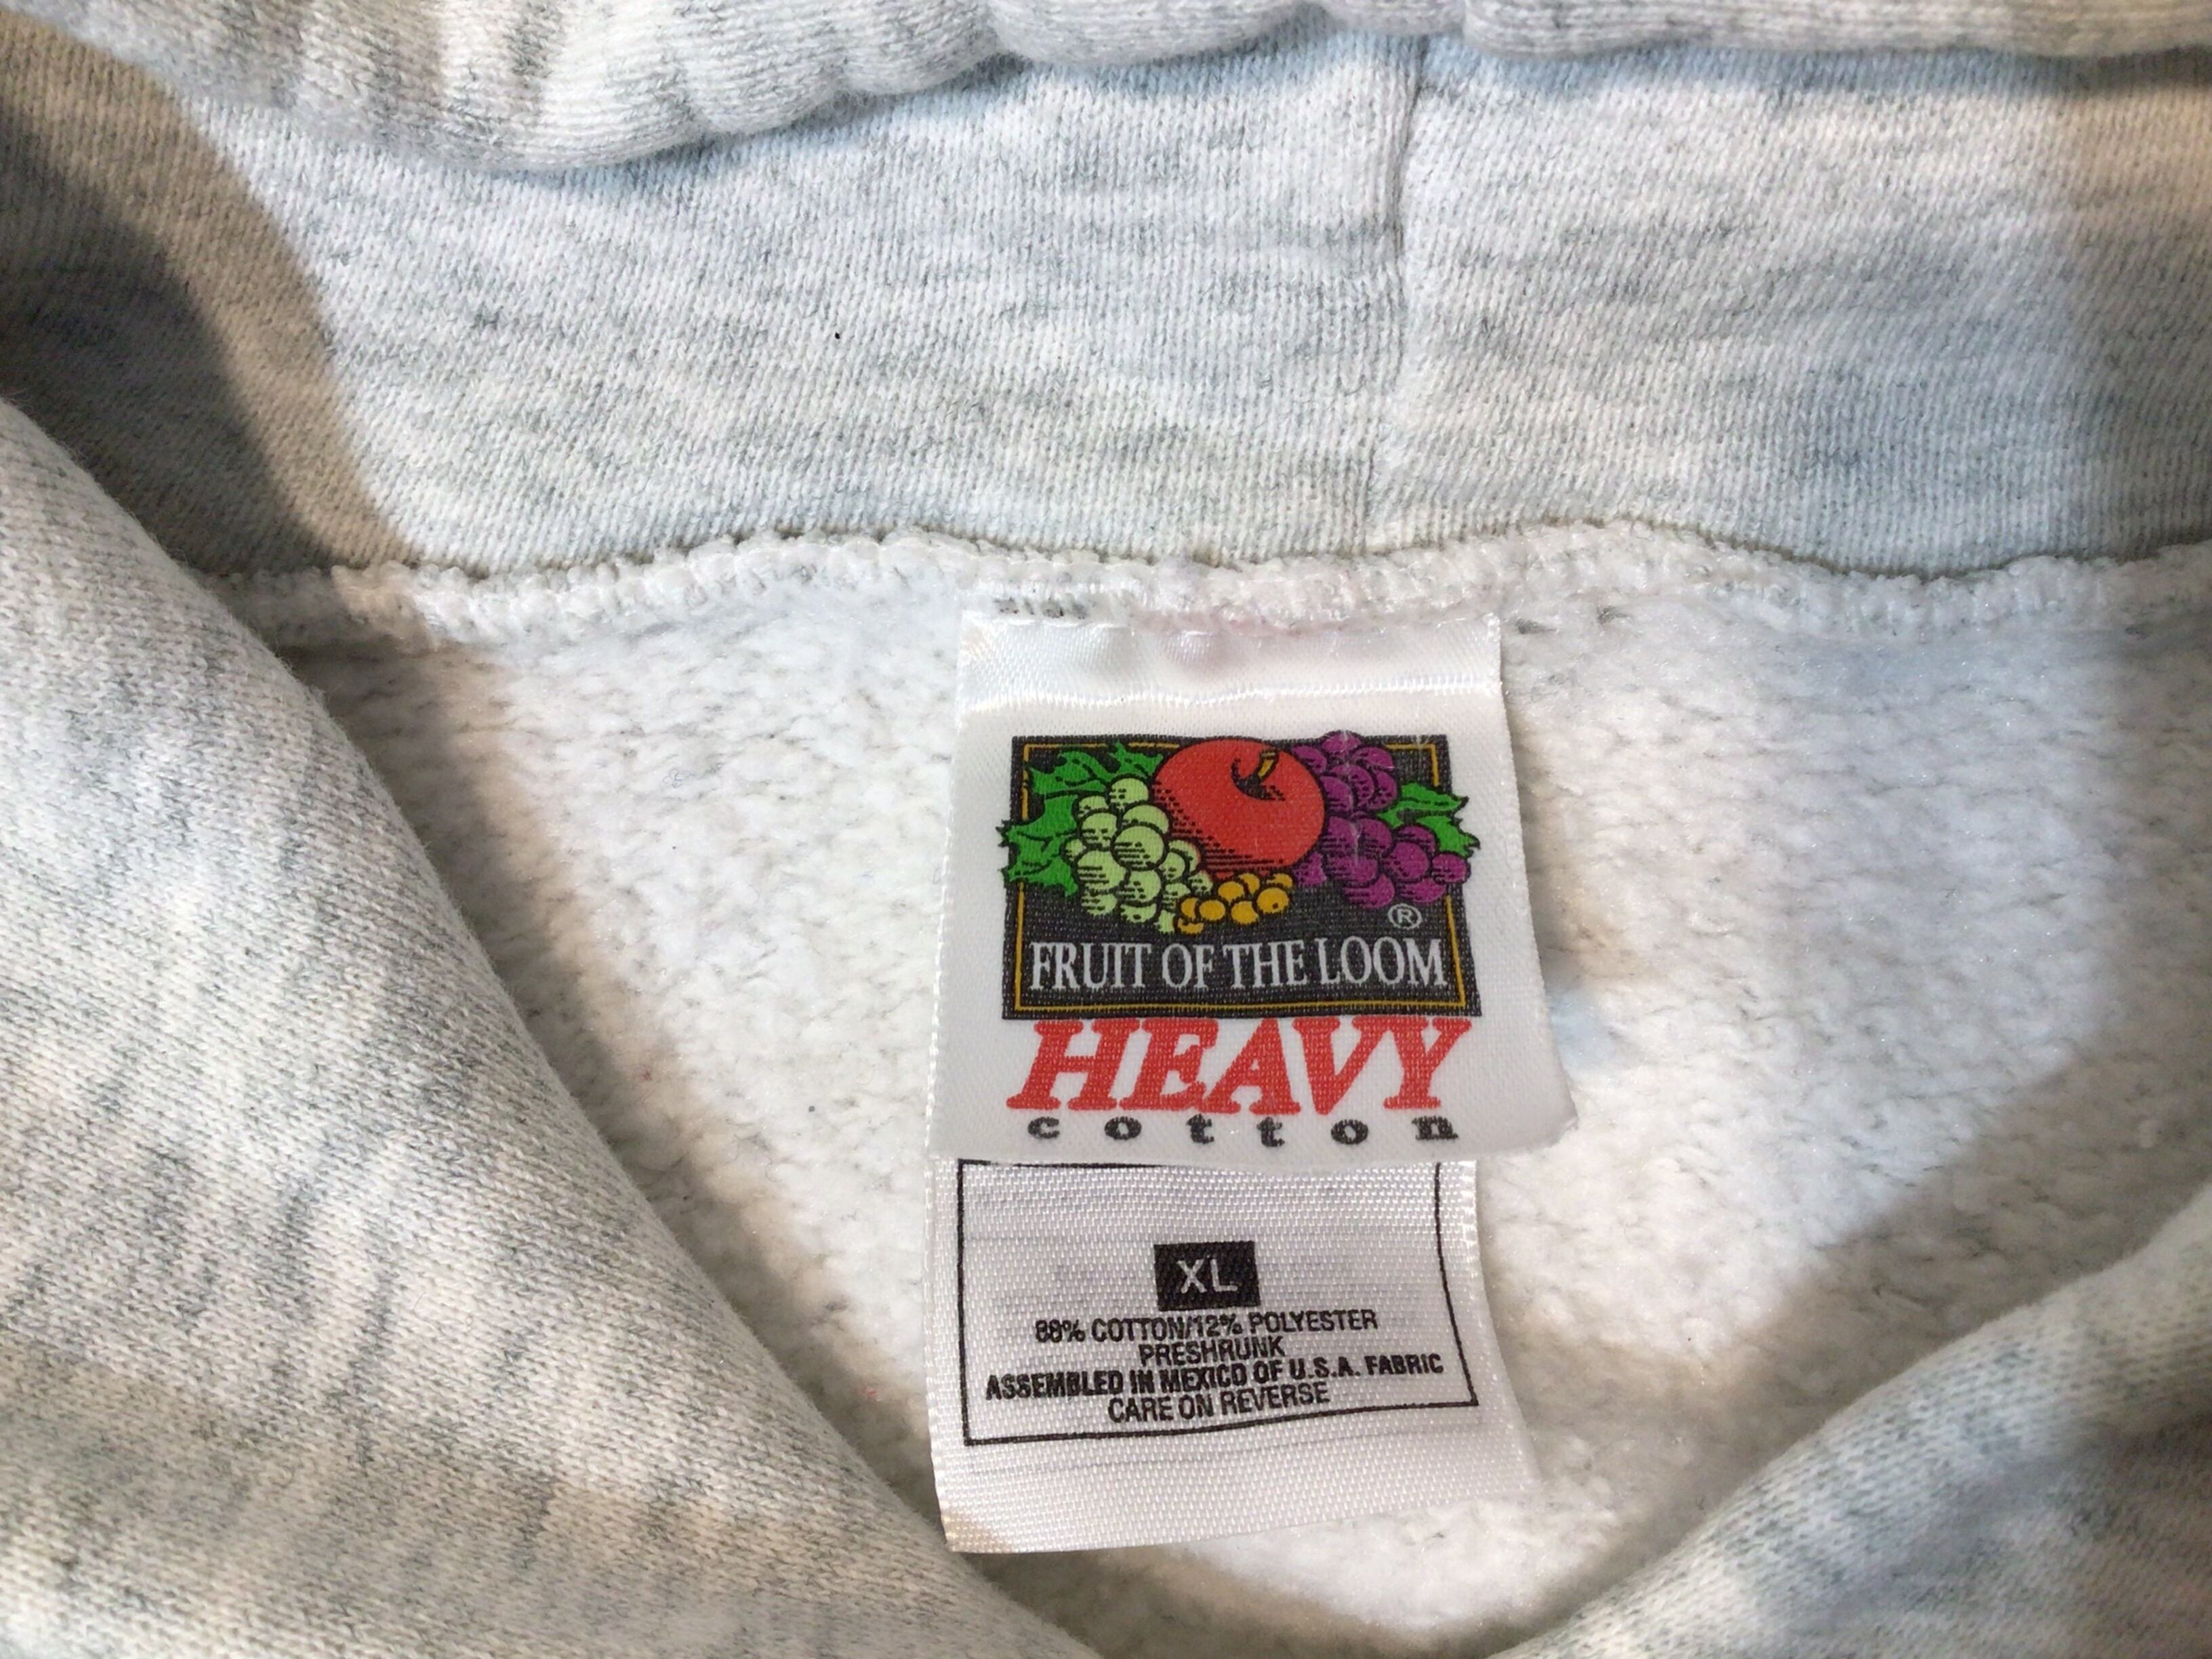 ®
FRUIT OF THE LOOM
HEAVY
cotton
XL
88% COTTON/12% POLYESTER
PRESHRUNK
ASSEMBLED IN MEXICO OF U.S.A. FABRIC
CARE ON REVERSE